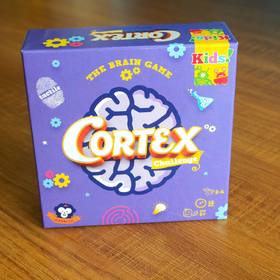 Kids!
THE BRAIN GAME
tactile
CORTEX
Challenge